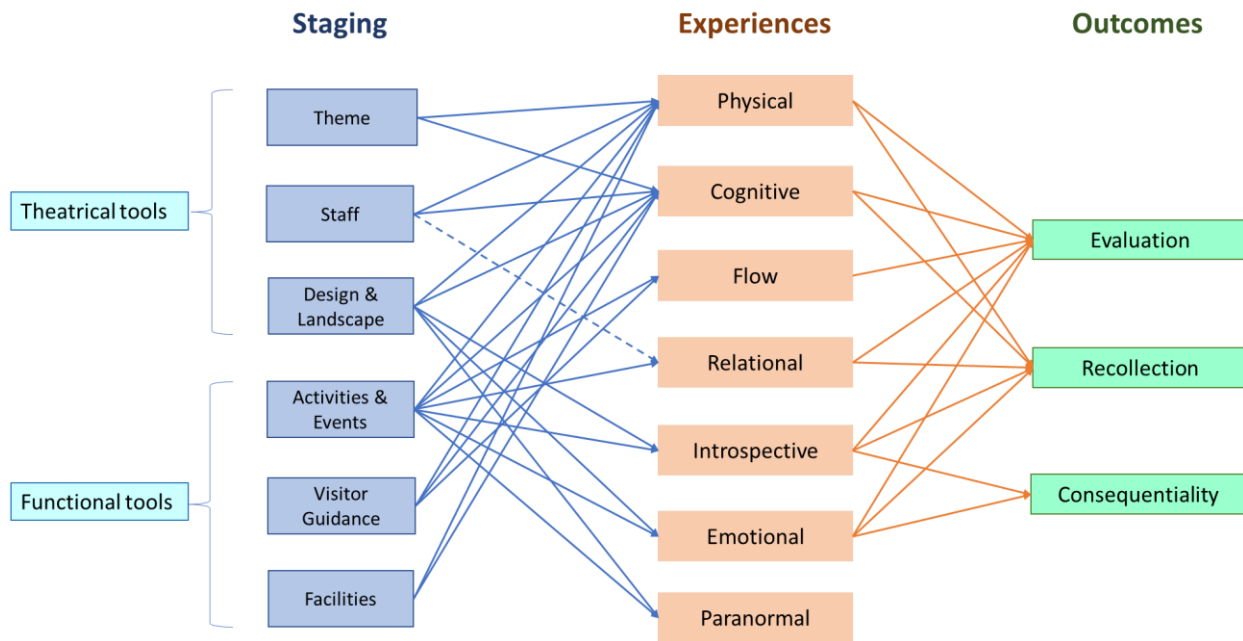 Staging
Experiences
Outcomes
Theatrical tools
Functional tools
Theme
Staff
Design &
Landscape
Activities &
Events
Visitor
Guidance
Facilities
Physical
Cognitive
Flow
Relational
Introspective
Emotional
Paranormal
Evaluation
Recollection
Consequentiality